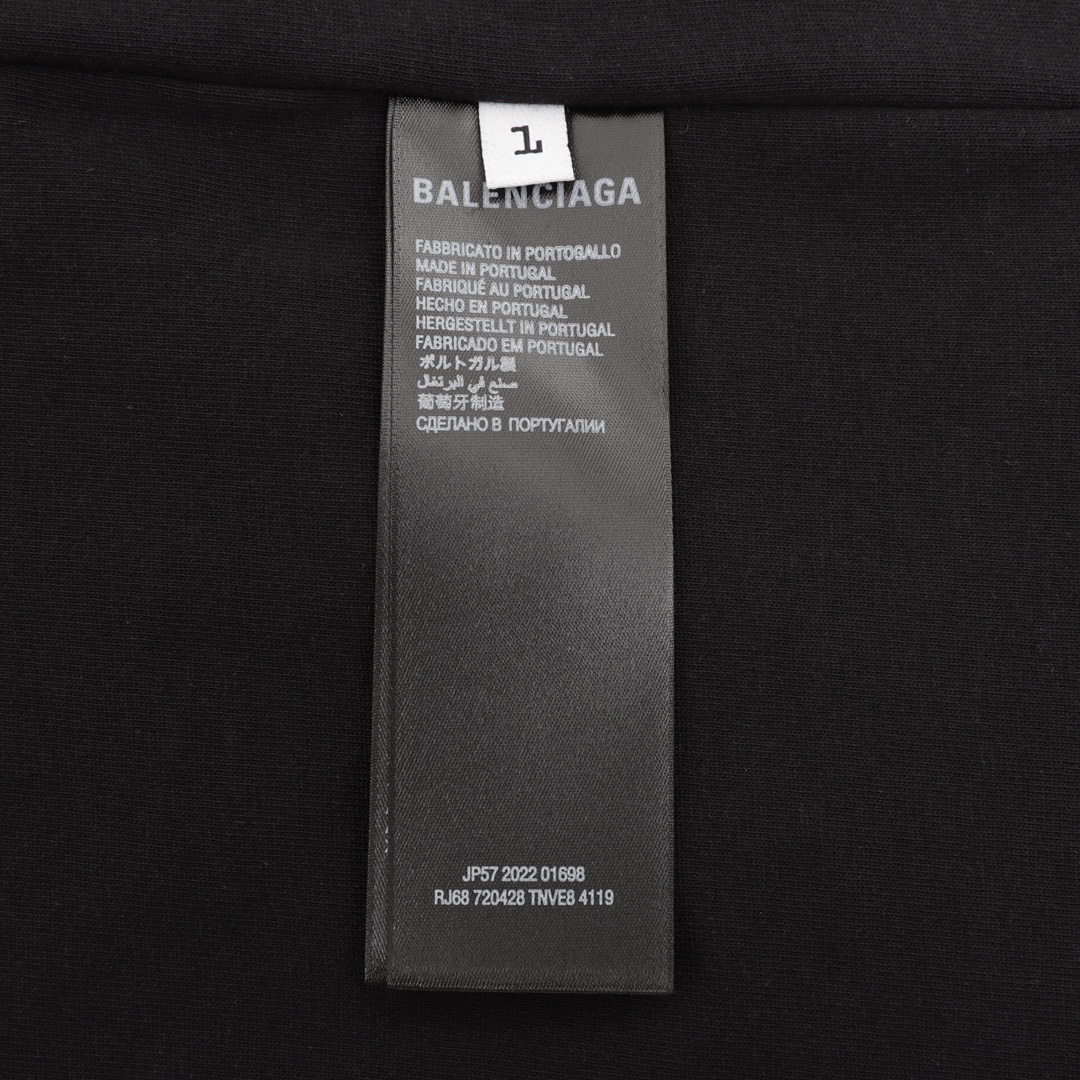 1
BALENCIAGA
FABBRICATO IN PORTOGALLO
MADE IN PORTUGAL
FABRIQUÉ AU PORTUGAL
HECHO EN PORTUGAL
HERGESTELLT IN PORTUGAL
FABRICADO EM PORTUGAL
ポルトガル製
صنع في البرتغال
葡萄牙制造
СДЕЛАНО В ПОРТУГАЛИИ
JP57 2022 01698
RJ68 720428 TNVE8 4119